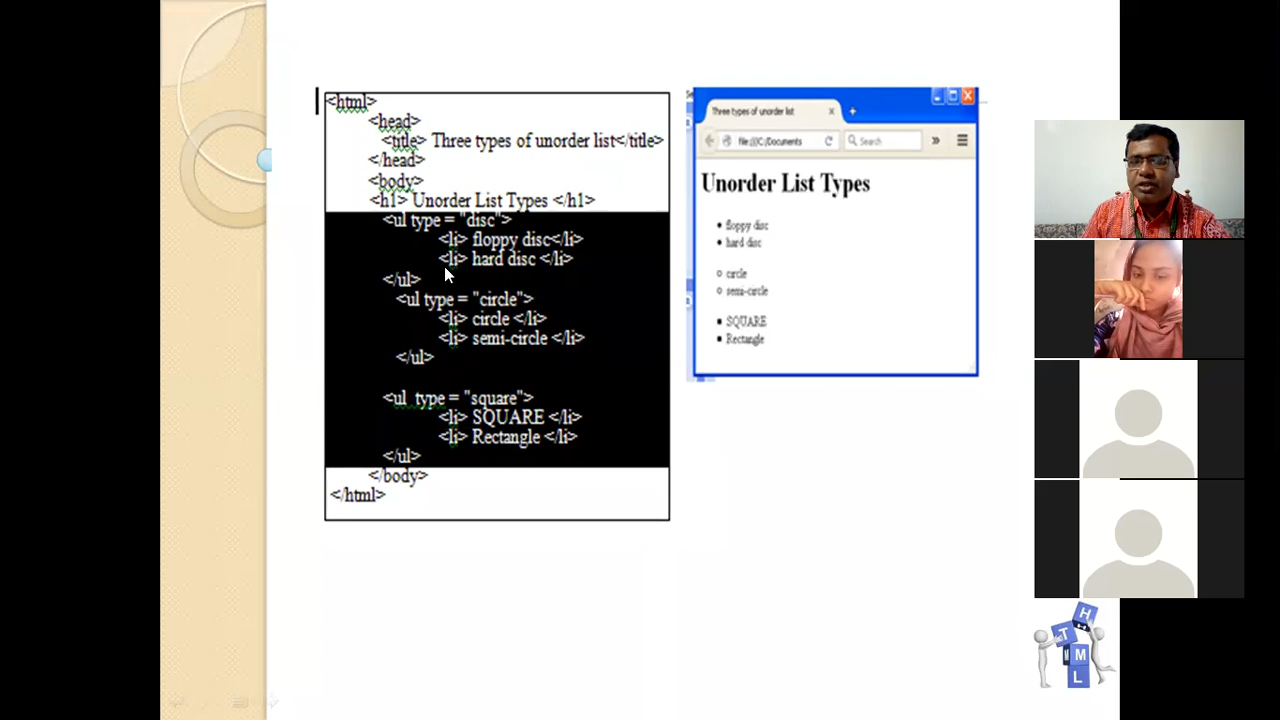 <html>
<head>
<title> Three types of unorder list</title>
</head>
<body>
<h1> Unorder List Types </h1>
<ul type = "disc">
<li> floppy disc</li>
<li> hard disc </li>
</ul>
<ul type = "circle">
<li> circle </li>
<li> semi-circle </li>
</ul>
<ul type = "square">
<li> SQUARE </li>
<li> Rectangle </li>
</ul>
</body>
</html>
Three types of unorder list
file:///C:/Documents
Search
Unorder List Types
floppy disc
hard disc
circle
semi-circle
SQUARE
Rectangle
H
T
M
L